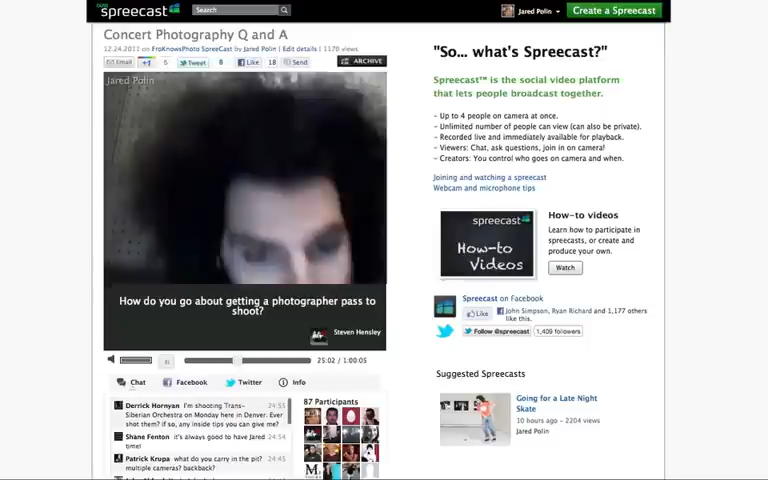 spreecast
Search
Jared Polin
Create a Spreecast
Concert Photography Q and A
12.24.2011 on FroKnowsPhoto SpreeCast by Jared Polin | Edit details | 1170 views
Email
+1
5
Tweet
8
Like
18
Send
ARCHIVE
Jared Polin
How do you go about getting a photographer pass to
shoot?
Steven Hensley
25:02 / 1:00:05
Chat
Facebook
Twitter
Info
Derrick Hornyan I'm shooting Trans- 24:55
Siberian Orchestra on Monday here in Denver. Ever
shot them? if so, any inside tips you can give me?
Shane Fenton it's always good to have Jared 24:54
time!
Patrick Krupa what do you carry in the pit? 24:45
multiple cameras? backback?
87 Participants
"So... what's Spreecast?"
Spreecast™ is the social video platform
that lets people broadcast together.
- Up to 4 people on camera at once.
- Unlimited number of people can view (can also be private).
- Recorded live and immediately available for playback.
- Viewers: Chat, ask questions, join in on camera!
- Creators: You control who goes on camera and when.
Joining and watching a spreecast
Webcam and microphone tips
spreecast
How-to
Videos
How-to videos
Learn how to participate in
spreecasts, or create and
produce your own.
Watch
Spreecast on Facebook
Like
John Simpson, Ryan Richard and 1,177 others
like this.
Follow @spreecast
1,409 followers
Suggested Spreecasts
Going for a Late Night
Skate
10 hours ago - 2204 views
Jared Polin